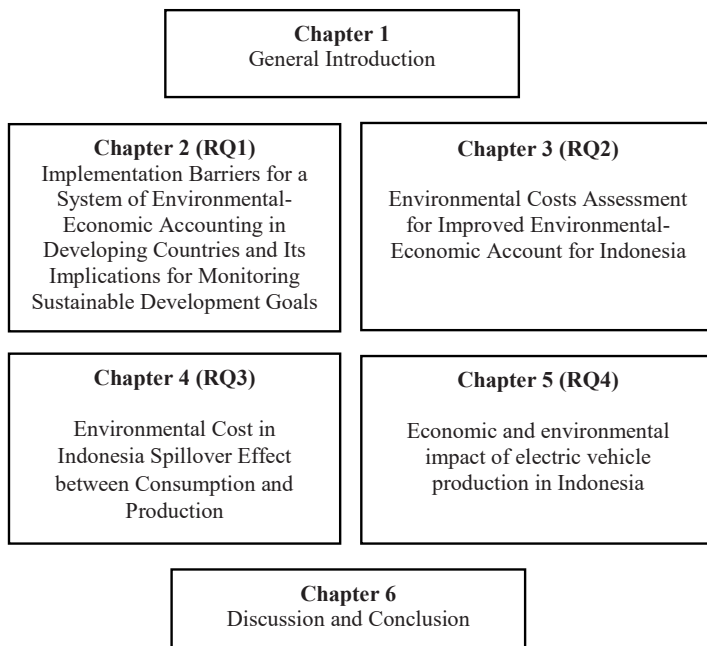 Chapter 1
General Introduction
Chapter 2 (RQ1)
Implementation Barriers for a
System of Environmental-
Economic Accounting in
Developing Countries and Its
Implications for Monitoring
Sustainable Development Goals
Chapter 3 (RQ2)
Environmental Costs Assessment
for Improved Environmental-
Economic Account for Indonesia
Chapter 4 (RQ3)
Environmental Cost in
Indonesia Spillover Effect
between Consumption and
Production
Chapter 5 (RQ4)
Economic and environmental
impact of electric vehicle
production in Indonesia
Chapter 6
Discussion and Conclusion